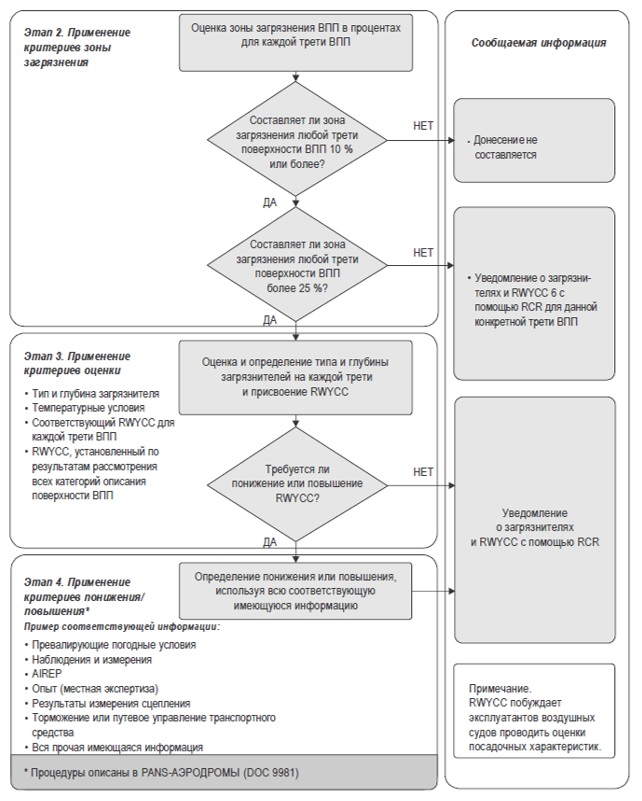 Этап 2. Применение
критериев зоны
загрязнения
Оценка зоны загрязнения ВПП в процентах
для каждой трети ВПП
Сообщаемая информация
Составляет ли зона
загрязнения любой трети
поверхности ВПП 10 %
или более?
НЕТ
• Донесение не
составляется
ДА
Составляет ли зона
загрязнения любой трети
поверхности ВПП
более 25 %?
НЕТ
• Уведомление о загрязни-
телях и RWYCC 6 с
помощью RCR для данной
конкретной трети ВПП
ДА
Этап 3. Применение
критериев оценки
• Тип и глубина загрязнителя
• Температурные условия
• Соответствующий RWYCC для
каждой трети ВПП
• RWYCC, установленный по
результатам рассмотрения
всех категорий описания
поверхности ВПП
Оценка и определение типа и глубины
загрязнителей на каждой трети
и присвоение RWYCC
Требуется ли
понижение или повышение
RWYCC?
НЕТ
Уведомление
о загрязнителях
и RWYCC с помощью RCR
ДА
Этап 4. Применение
критериев понижения/
повышения*
Определение понижения или повышения,
используя всю соответствующую
имеющуюся информацию
Пример соответствующей информации:
• Превалирующие погодные условия
• Наблюдения и измерения
• AIREP
• Опыт (местная экспертиза)
• Результаты измерения сцепления
• Торможение или путевое управление транспортного
средства
• Вся прочая имеющаяся информация
Примечание.
RWYCC побуждает
эксплуатантов воздушных
судов проводить оценки
посадочных характеристик.
* Процедуры описаны в PANS-АЭРОДРОМЫ (DOC 9981)